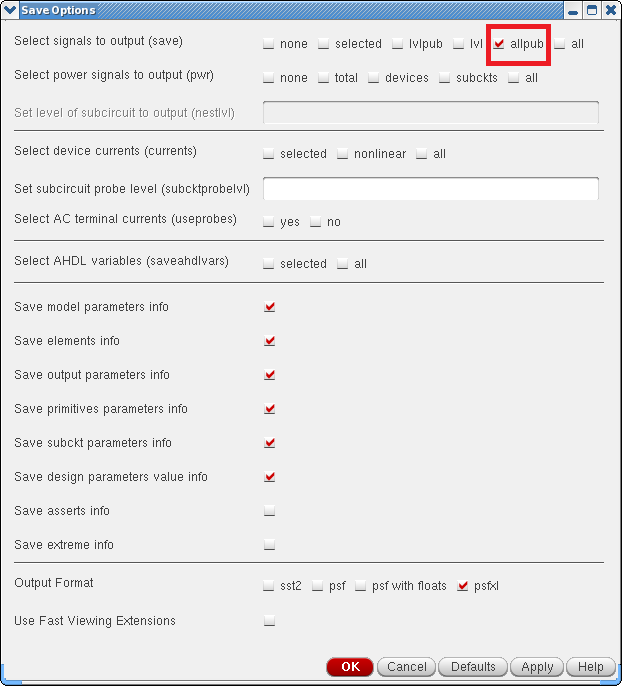 Save Options
Select signals to output (save) none selected lvlpub lvl allpub all
Select power signals to output (pwr) none total devices subckts all
Set level of subcircuit to output (nestlvl)
Select device currents (currents) selected nonlinear all
Set subcircuit probe level (subcktprobelvl)
Select AC terminal currents (useprobes) yes no
Select AHDL variables (saveahdlvars) selected all
Save model parameters info
Save elements info
Save output parameters info
Save primitives parameters info
Save subckt parameters info
Save design parameters value info
Save asserts info
Save extreme info
Output Format sst2 psf psf with floats psfxl
Use Fast Viewing Extensions
OK Cancel Defaults Apply Help